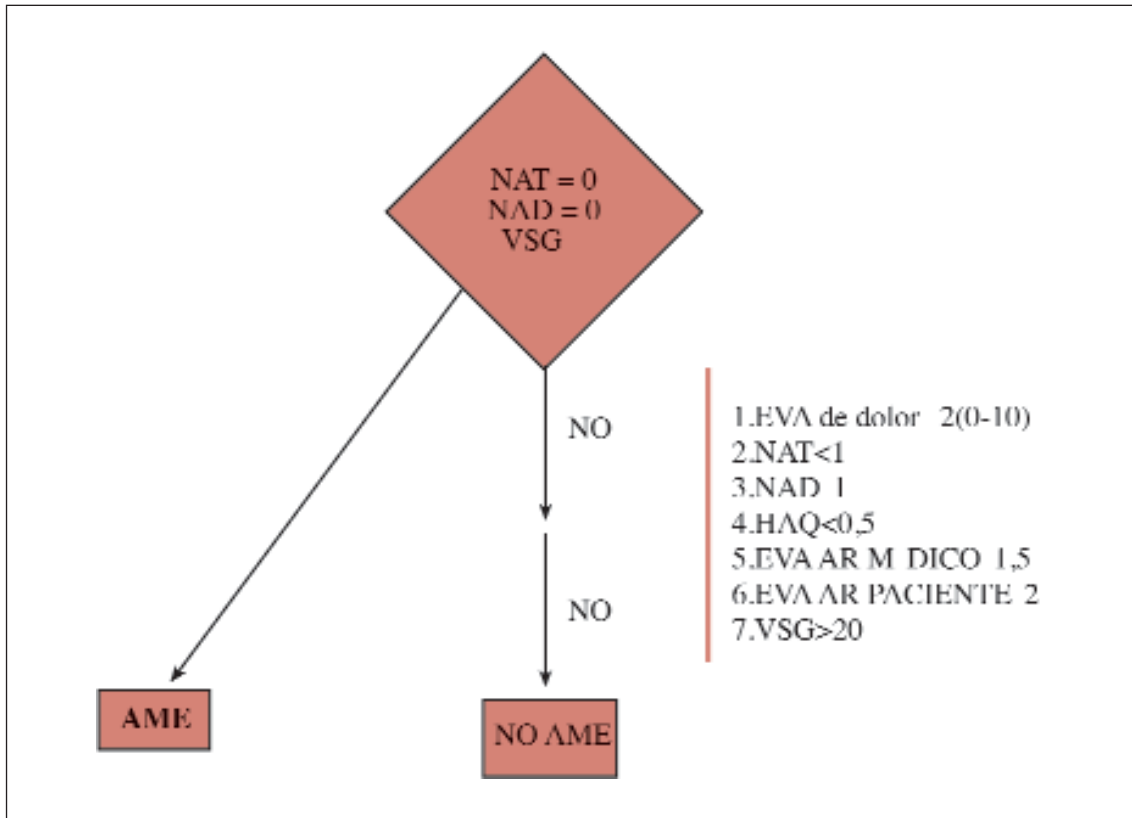 NAT = 0
NAD = 0
VSG
NO
NO
1.EVA de dolor 2(0-10)
2.NAT<1
3.NAD 1
4.HAQ<0,5
5.EVA AR M DICO 1,5
6.EVA AR PACIENTE 2
7.VSG>20
AME
NO AME